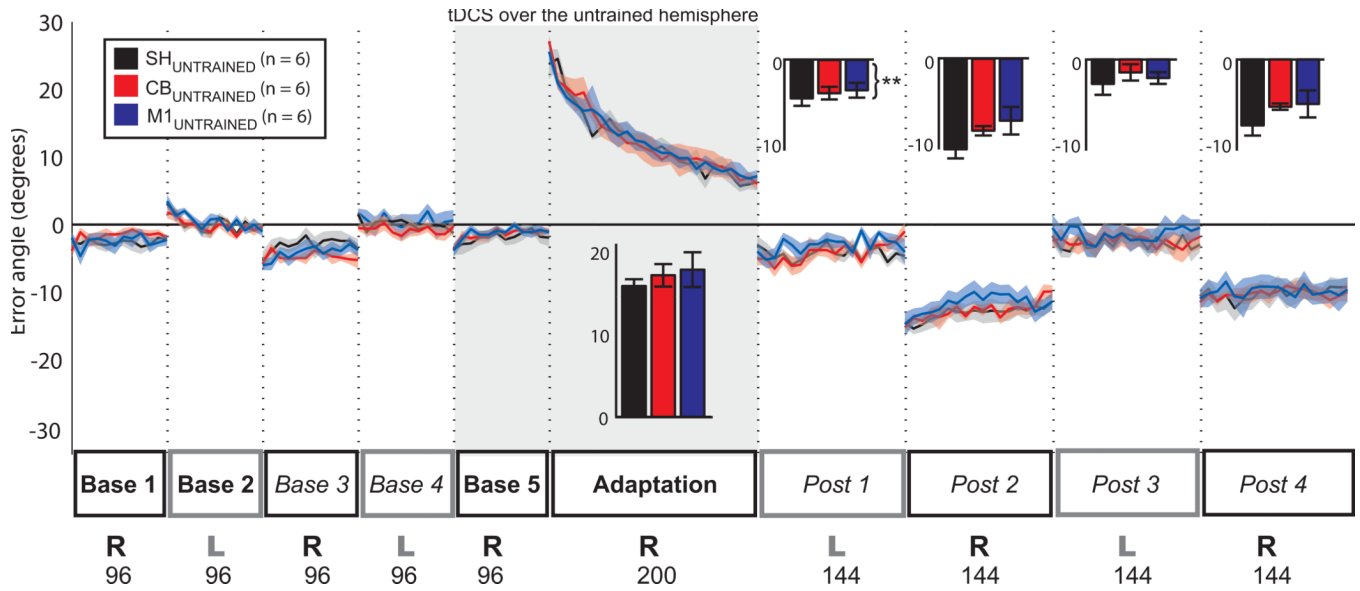 tDCS over the untrained hemisphere
30
20
10
0
-10
-20
-30
Error angle (degrees)
SHUNTRAINED (n = 6)
CBUNTRAINED (n = 6)
M1UNTRAINED (n = 6)
20
10
0
0
-10
**
0
-10
0
-10
0
-10
Base 1 Base 2 Base 3 Base 4 Base 5 Adaptation Post 1 Post 2 Post 3 Post 4
R L R L R R L R L R
96 96 96 96 96 200 144 144 144 144